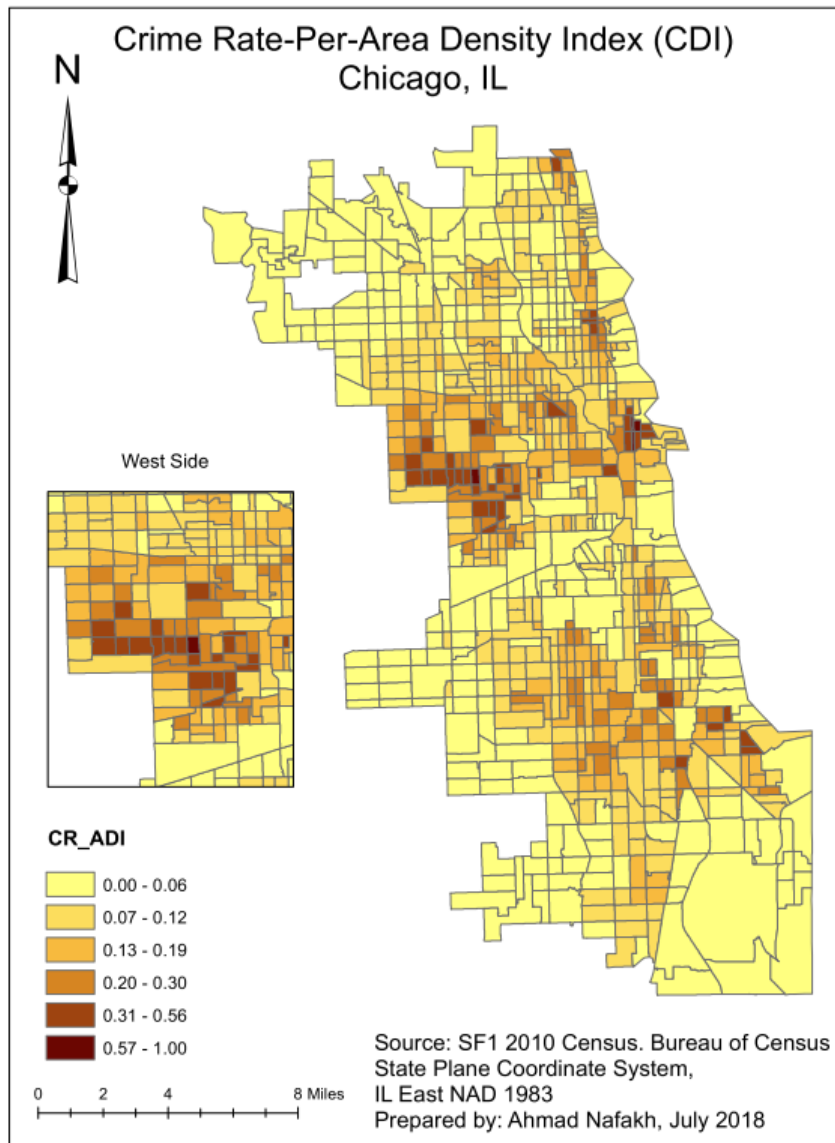 Crime Rate-Per-Area Density Index (CDI)
Chicago, IL
N
West Side
CR_ADI
0.00 - 0.06
0.07 - 0.12
0.13 - 0.19
0.20 - 0.30
0.31 - 0.56
0.57 - 1.00
0 2 4 8 Miles
Source: SF1 2010 Census. Bureau of Census
State Plane Coordinate System,
IL East NAD 1983
Prepared by: Ahmad Nafakh, July 2018